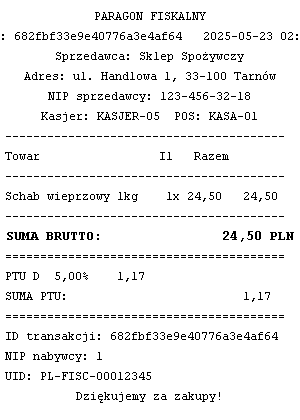 PARAGON FISKALNY
: 682fbf33e9e40776a3e4af64 2025-05-23 02:
Sprzedawca: Sklep Spożywczy
Adres: ul. Handlowa 1, 33-100 Tarnów
NIP sprzedawcy: 123-456-32-18
Kasjer: KASJER-05 POS: KASA-01
----------------------------------------
Towar Il Razem
----------------------------------------
Schab wieprzowy 1kg 1x 24,50 24,50
----------------------------------------
SUMA BRUTTO: 24,50 PLN
========================================
PTU D 5,00% 1,17
SUMA PTU: 1,17
========================================
ID transakcji: 682fbf33e9e40776a3e4af64
NIP nabywcy: 1
UID: PL-FISC-00012345
Dziękujemy za zakupy!